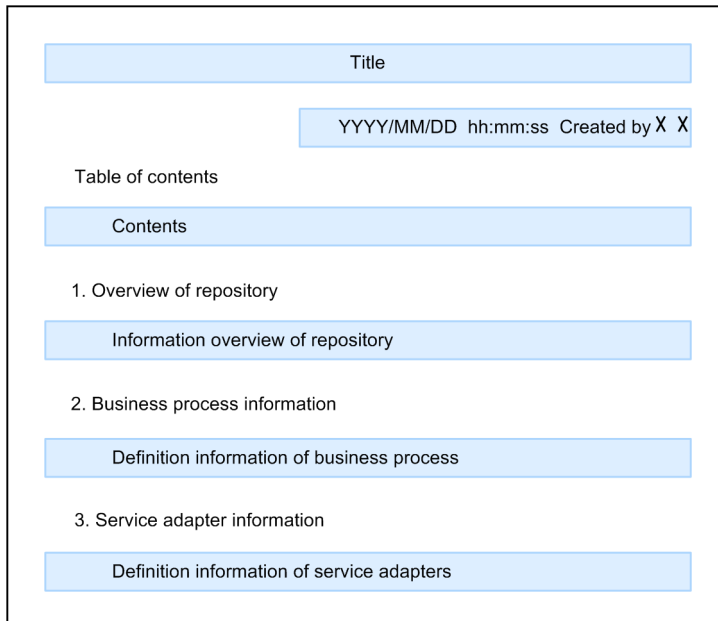 Title
YYYY/MM/DD hh:mm:ss Created by X X
Table of contents
Contents
1. Overview of repository
Information overview of repository
2. Business process information
Definition information of business process
3. Service adapter information
Definition information of service adapters